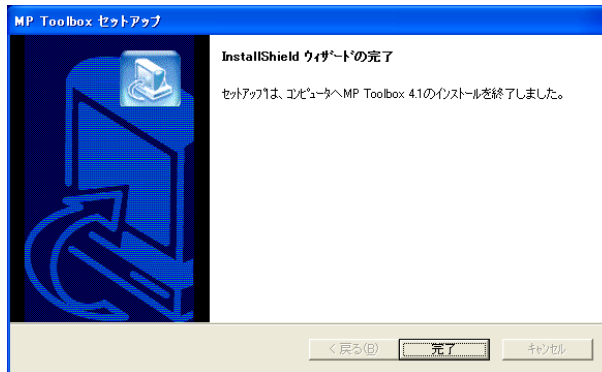 MP Toolbox セットアップ
InstallShield ウィザードの完了
セットアップは、コンピュータへMP Toolbox 4.1のインストールを終了しました。
< 戻る(B)
完了
キャンセル